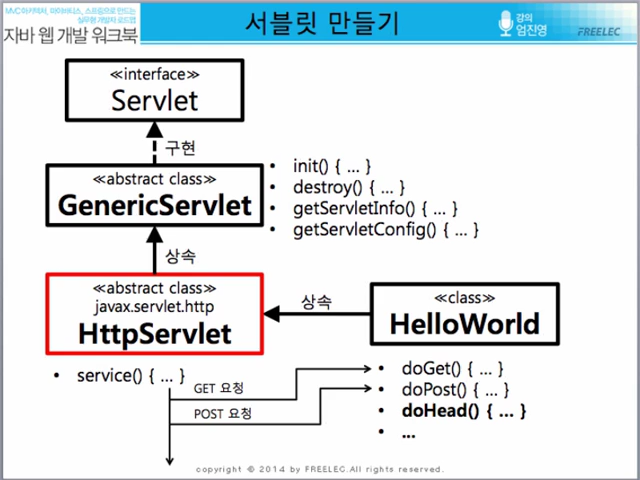 MVC 아키텍처, 마이바티스, 스프링으로 만드는
실무형 개발자 로드맵
자바 웹 개발 워크북
서블릿 만들기
강의
엄진영
FREELEC
≪interface≫
Servlet
구현
≪abstract class≫
GenericServlet
• init() { ... }
• destroy() { ... }
• getServletInfo() { ... }
• getServletConfig() { ... }
상속
≪abstract class≫
javax.servlet.http
HttpServlet
상속
≪class≫
HelloWorld
• service() { ... }
GET 요청
POST 요청
• doGet() { ... }
• doPost() { ... }
• doHead() { ... }
• ...
copyright © 2014 by FREELEC.All rights reserved.